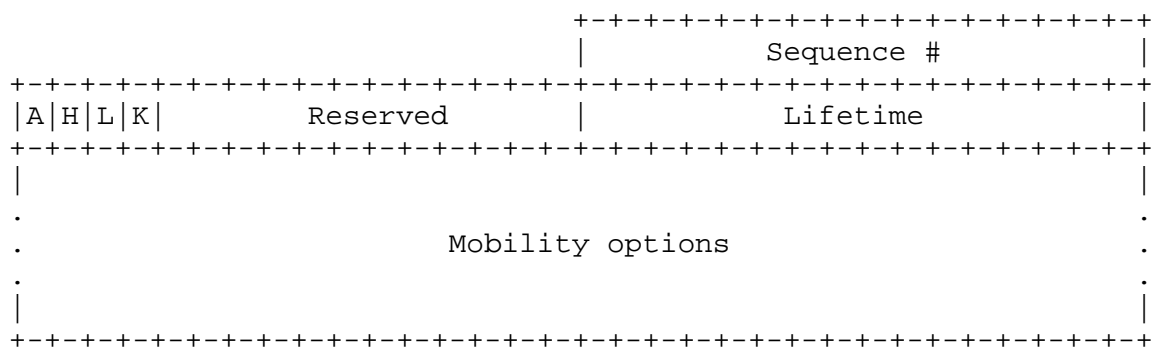 +-+-+-+-+-+-+-+-+-+-+-+-+-+-+-+-+
                                |          Sequence #           |
+-+-+-+-+-+-+-+-+-+-+-+-+-+-+-+-+-+-+-+-+-+-+-+-+-+-+-+-+-+-+-+-+
|A|H|L|K|        Reserved       |           Lifetime            |
+-+-+-+-+-+-+-+-+-+-+-+-+-+-+-+-+-+-+-+-+-+-+-+-+-+-+-+-+-+-+-+-+
|                                                               |
.                                                               .
.                        Mobility options                       .
.                                                               .
|                                                               |
+-+-+-+-+-+-+-+-+-+-+-+-+-+-+-+-+-+-+-+-+-+-+-+-+-+-+-+-+-+-+-+-+